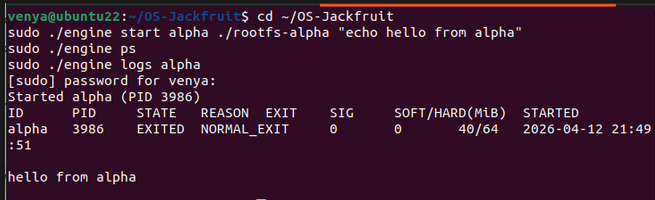 venya@ubuntu22:~/OS-Jackfruit$ cd ~/OS-Jackfruit
sudo ./engine start alpha ./rootfs-alpha "echo hello from alpha"
sudo ./engine ps
sudo ./engine logs alpha
[sudo] password for venya:
Started alpha (PID 3986)
ID PID STATE REASON EXIT SIG SOFT/HARD(MiB) STARTED
alpha 3986 EXITED NORMAL_EXIT 0 0 40/64 2026-04-12 21:49
:51
hello from alpha